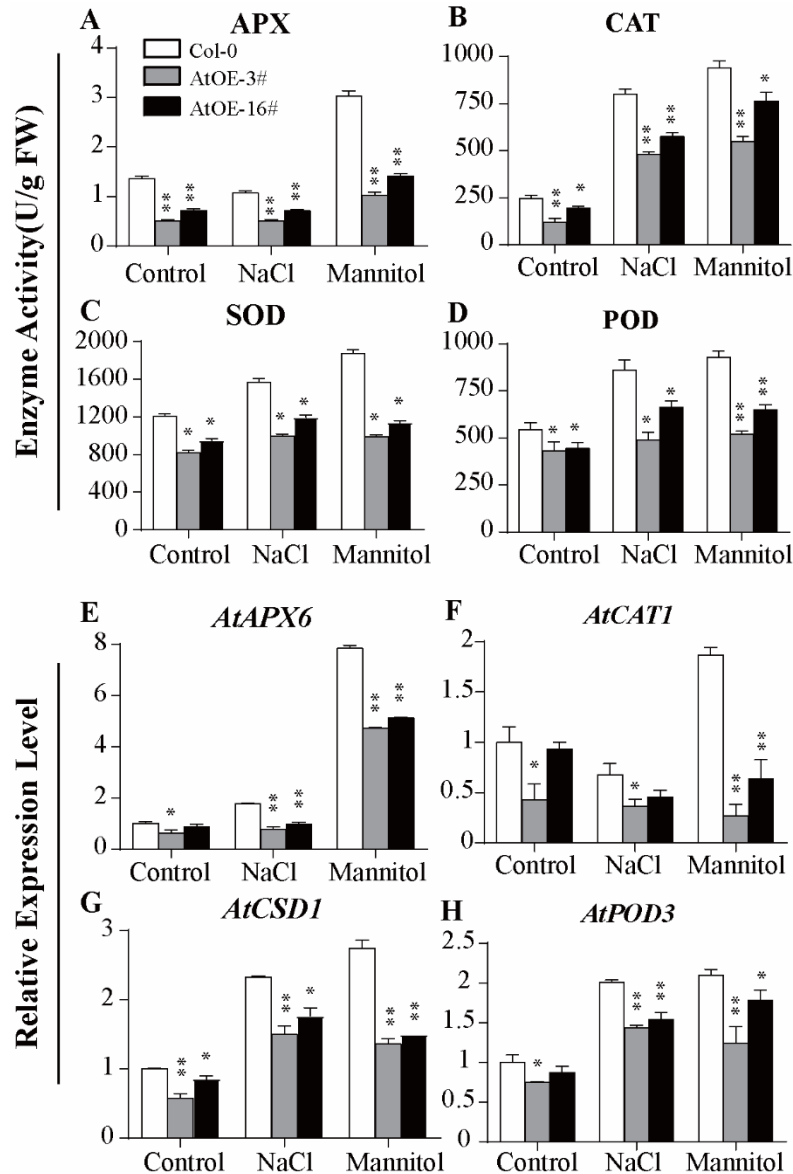 A
APX
Enzyme Activity(U/g FW)
4
3
2
1
0
Col-0
AtOE-3#
AtOE-16#
** ** ** ** ** **
Control NaCl Mannitol
B
CAT
1000
750
500
250
0
** * ** ** ** *
Control NaCl Mannitol
C
SOD
2000
1600
1200
800
400
0
* * * * * *
Control NaCl Mannitol
D
POD
1000
750
500
250
0
* * * * ** **
Control NaCl Mannitol
E
AtAPX6
Relative Expression Level
8
6
4
2
0
* ** ** ** **
Control NaCl Mannitol
F
AtCAT1
2
1.5
1
0.5
0
* * ** **
Control NaCl Mannitol
G
AtCSD1
3
2
1
0
** * ** * ** **
Control NaCl Mannitol
H
AtPOD3
2.5
2
1.5
1
0.5
0
* ** ** ** *
Control NaCl Mannitol